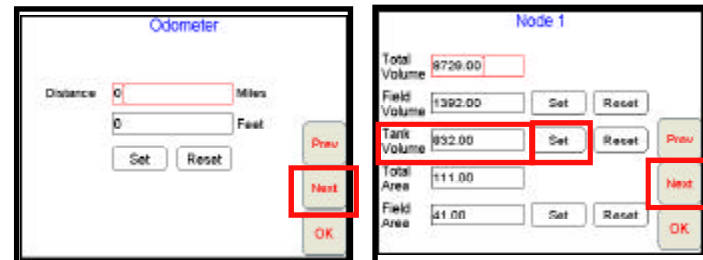 Odometer
Distance 0 Miles
0 Feet
Set Reset
Prev
Next
OK
Node 1
Total Volume 8729.00
Field Volume 1392.00 Set Reset
Tank Volume 832.00 Set Reset
Prev
Total Area 111.00
Next
Field Area 41.00 Set Reset
OK